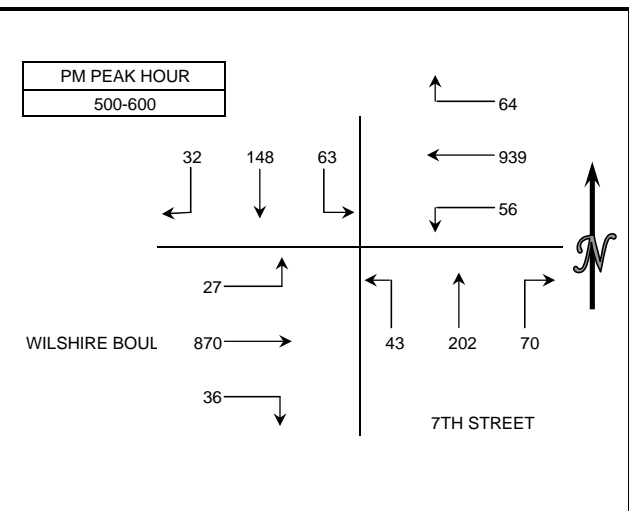 PM PEAK HOUR
500-600
64
32 148 63
939
56
N
27
WILSHIRE BOUL 870
43 202 70
36
7TH STREET